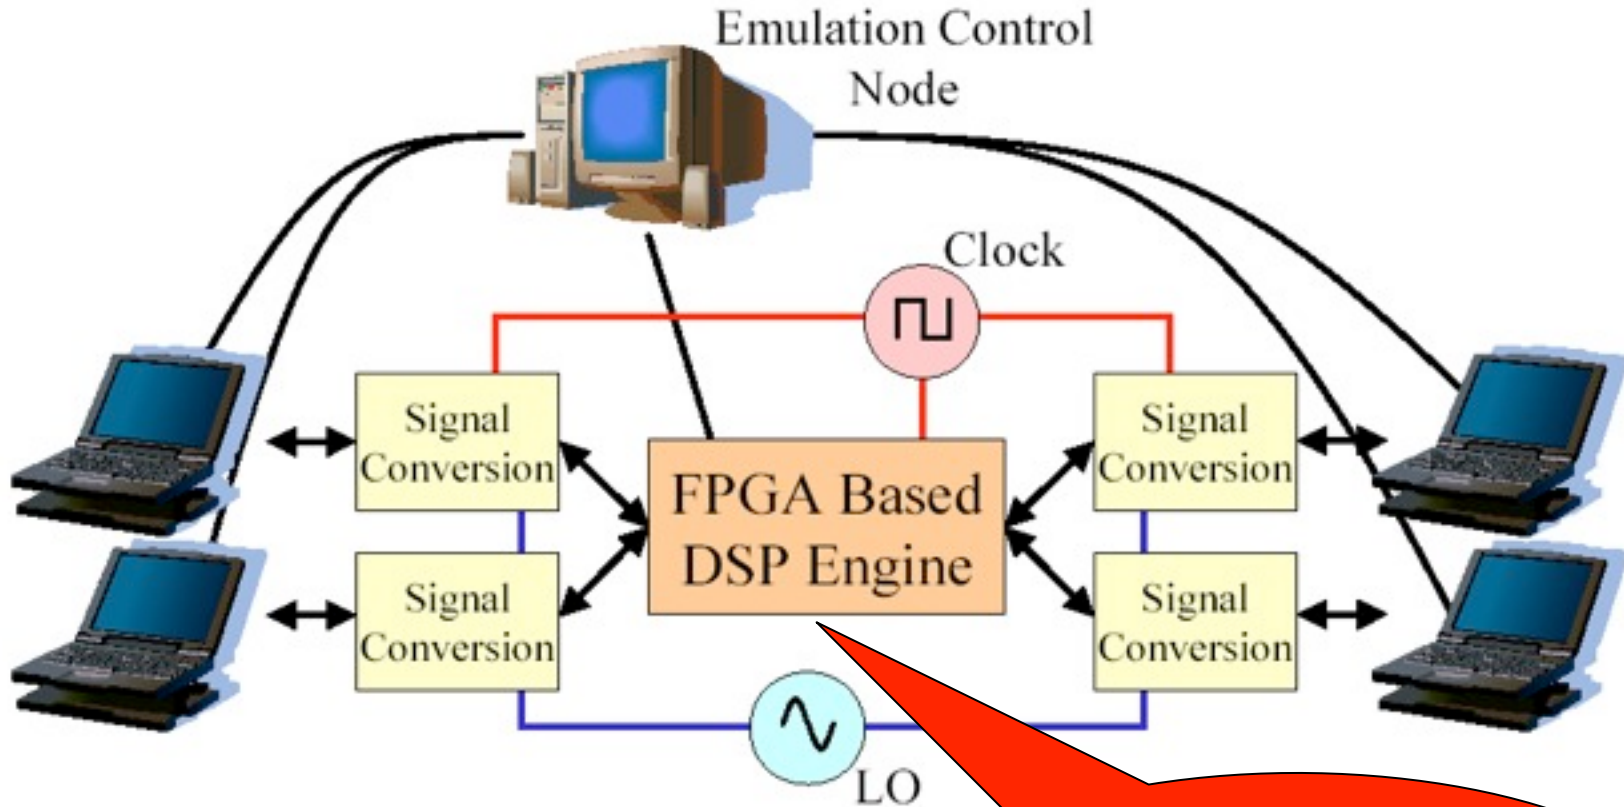 Emulation Control
Node
Clock
Signal
Conversion
Signal
Conversion
FPGA Based
DSP Engine
Signal
Conversion
Signal
Conversion
LO